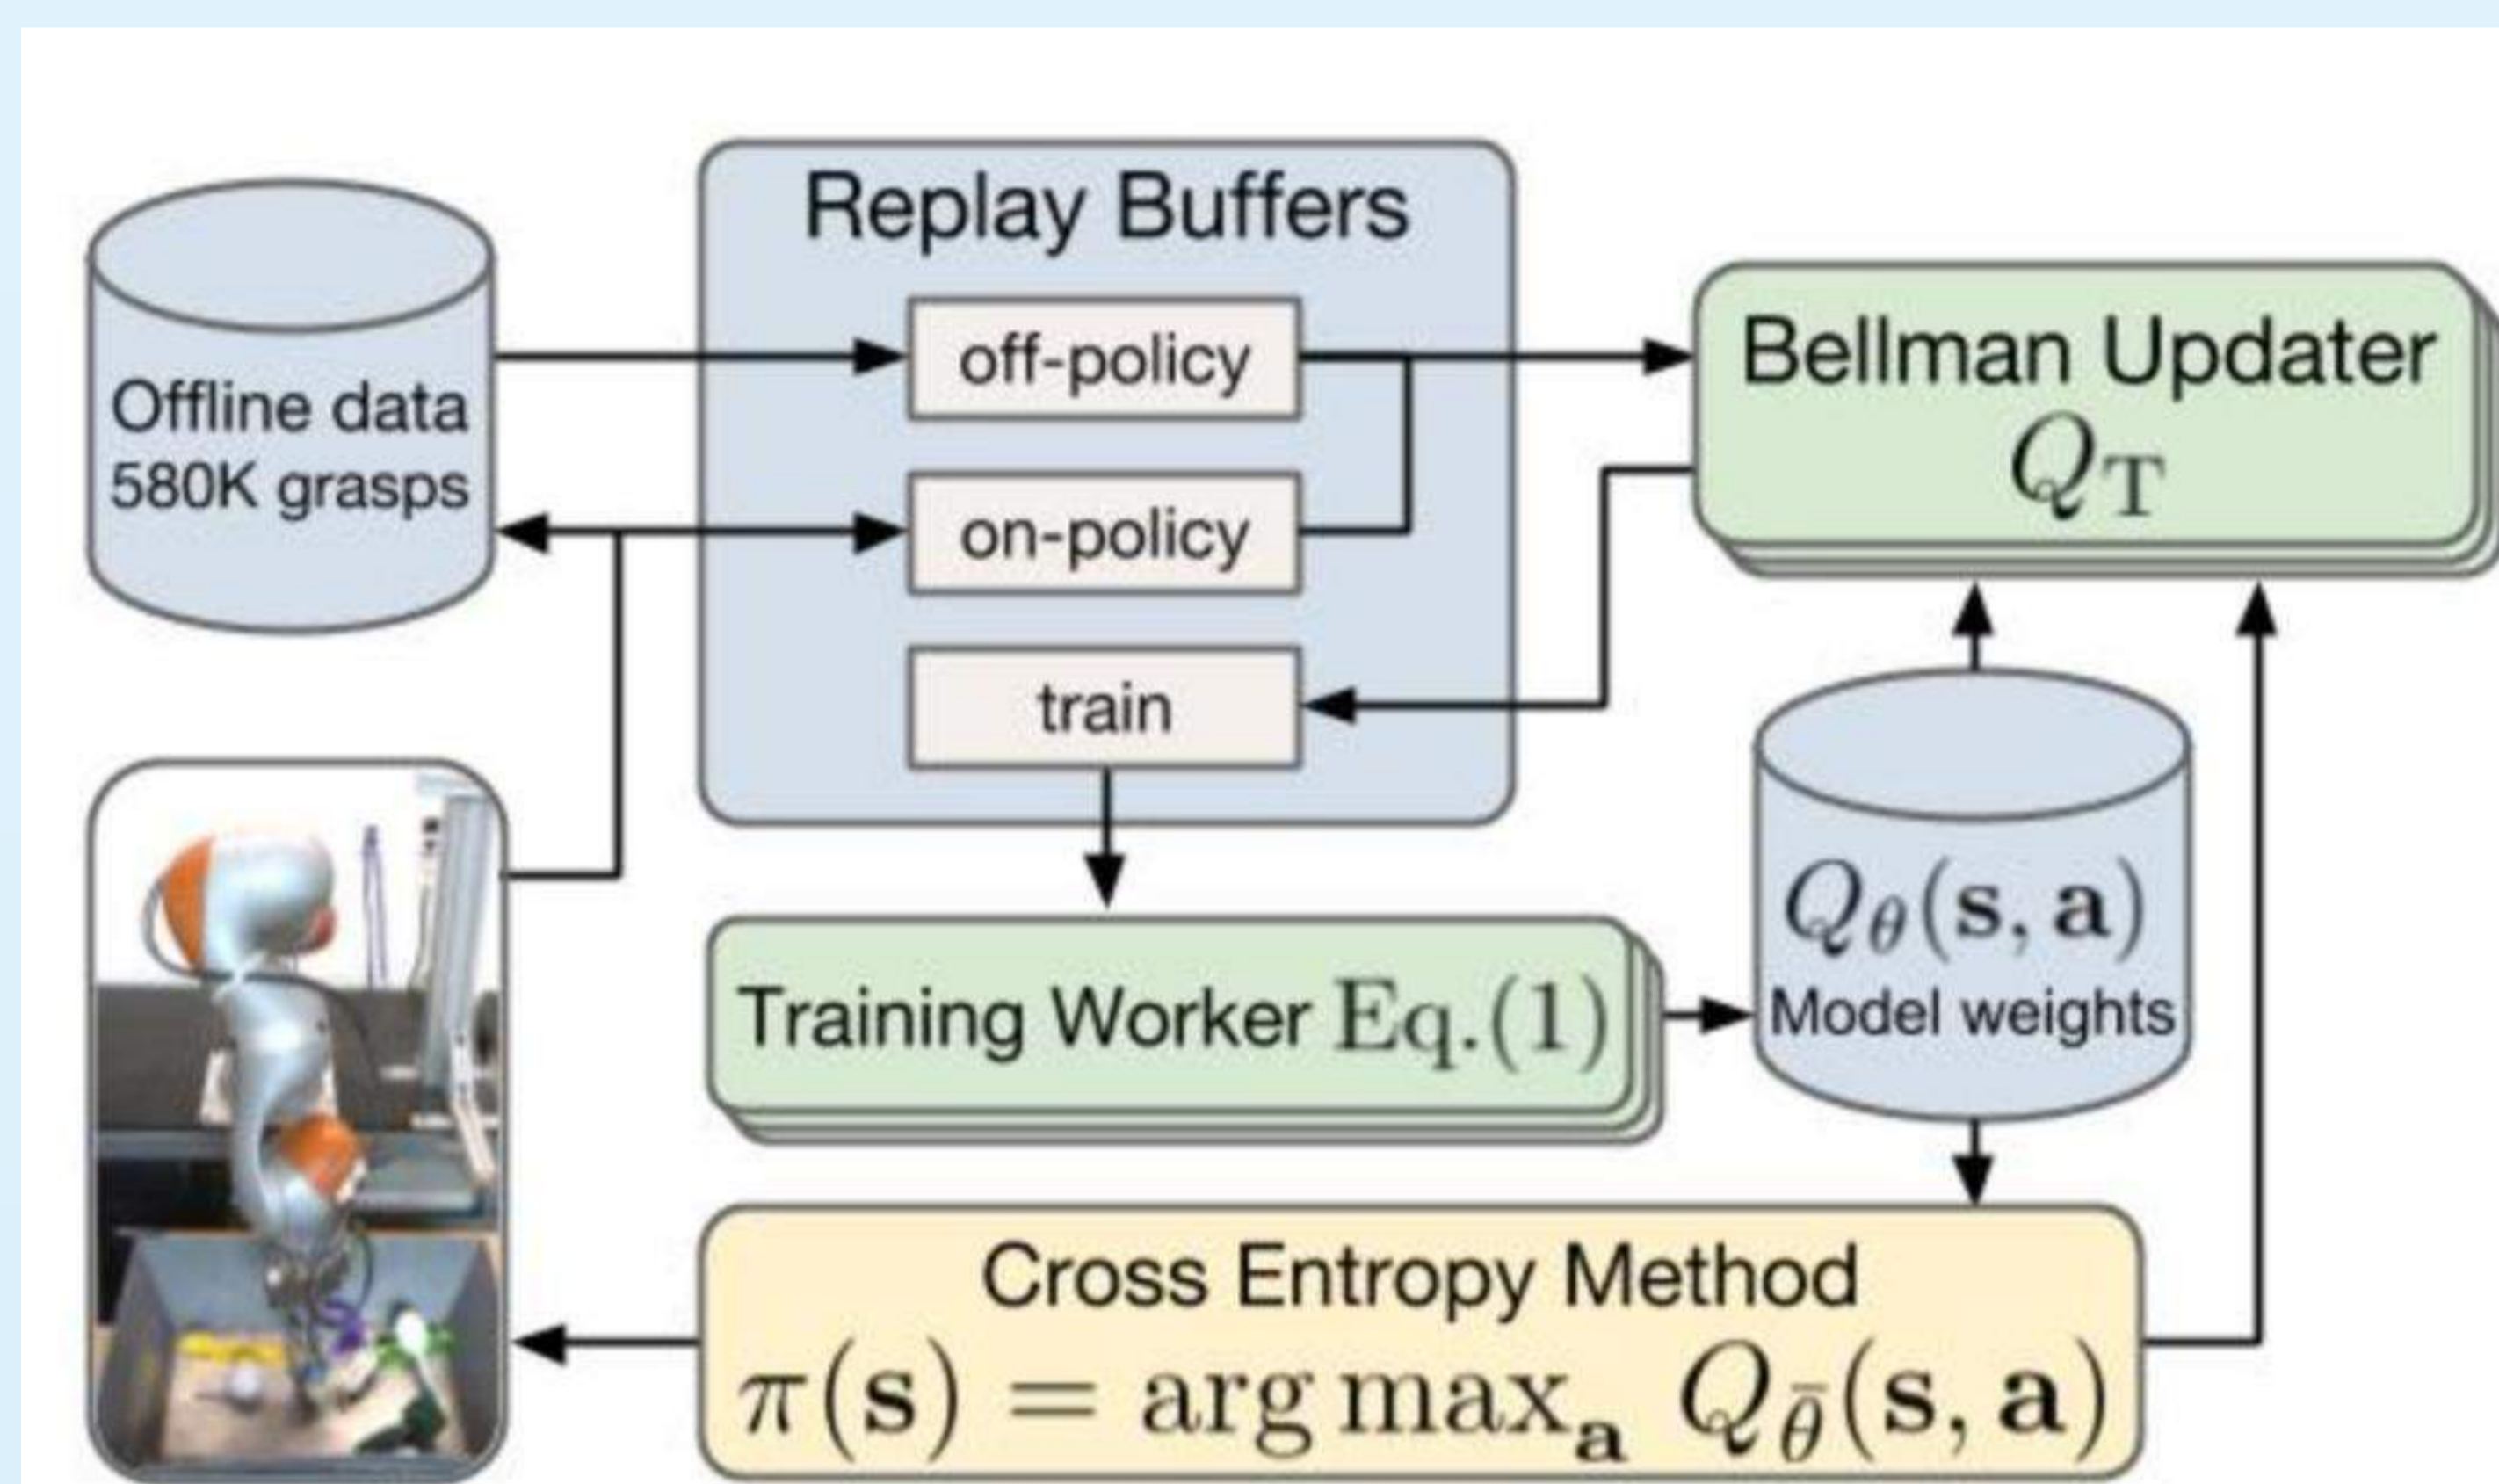 Replay Buffers
Offline data
580K grasps
off-policy
on-policy
train
Bellman Updater
Q_T
Training Worker Eq.(1)
Q_θ(s, a)
Model weights
Cross Entropy Method
π(s) = arg max_a Q_θ̄(s, a)